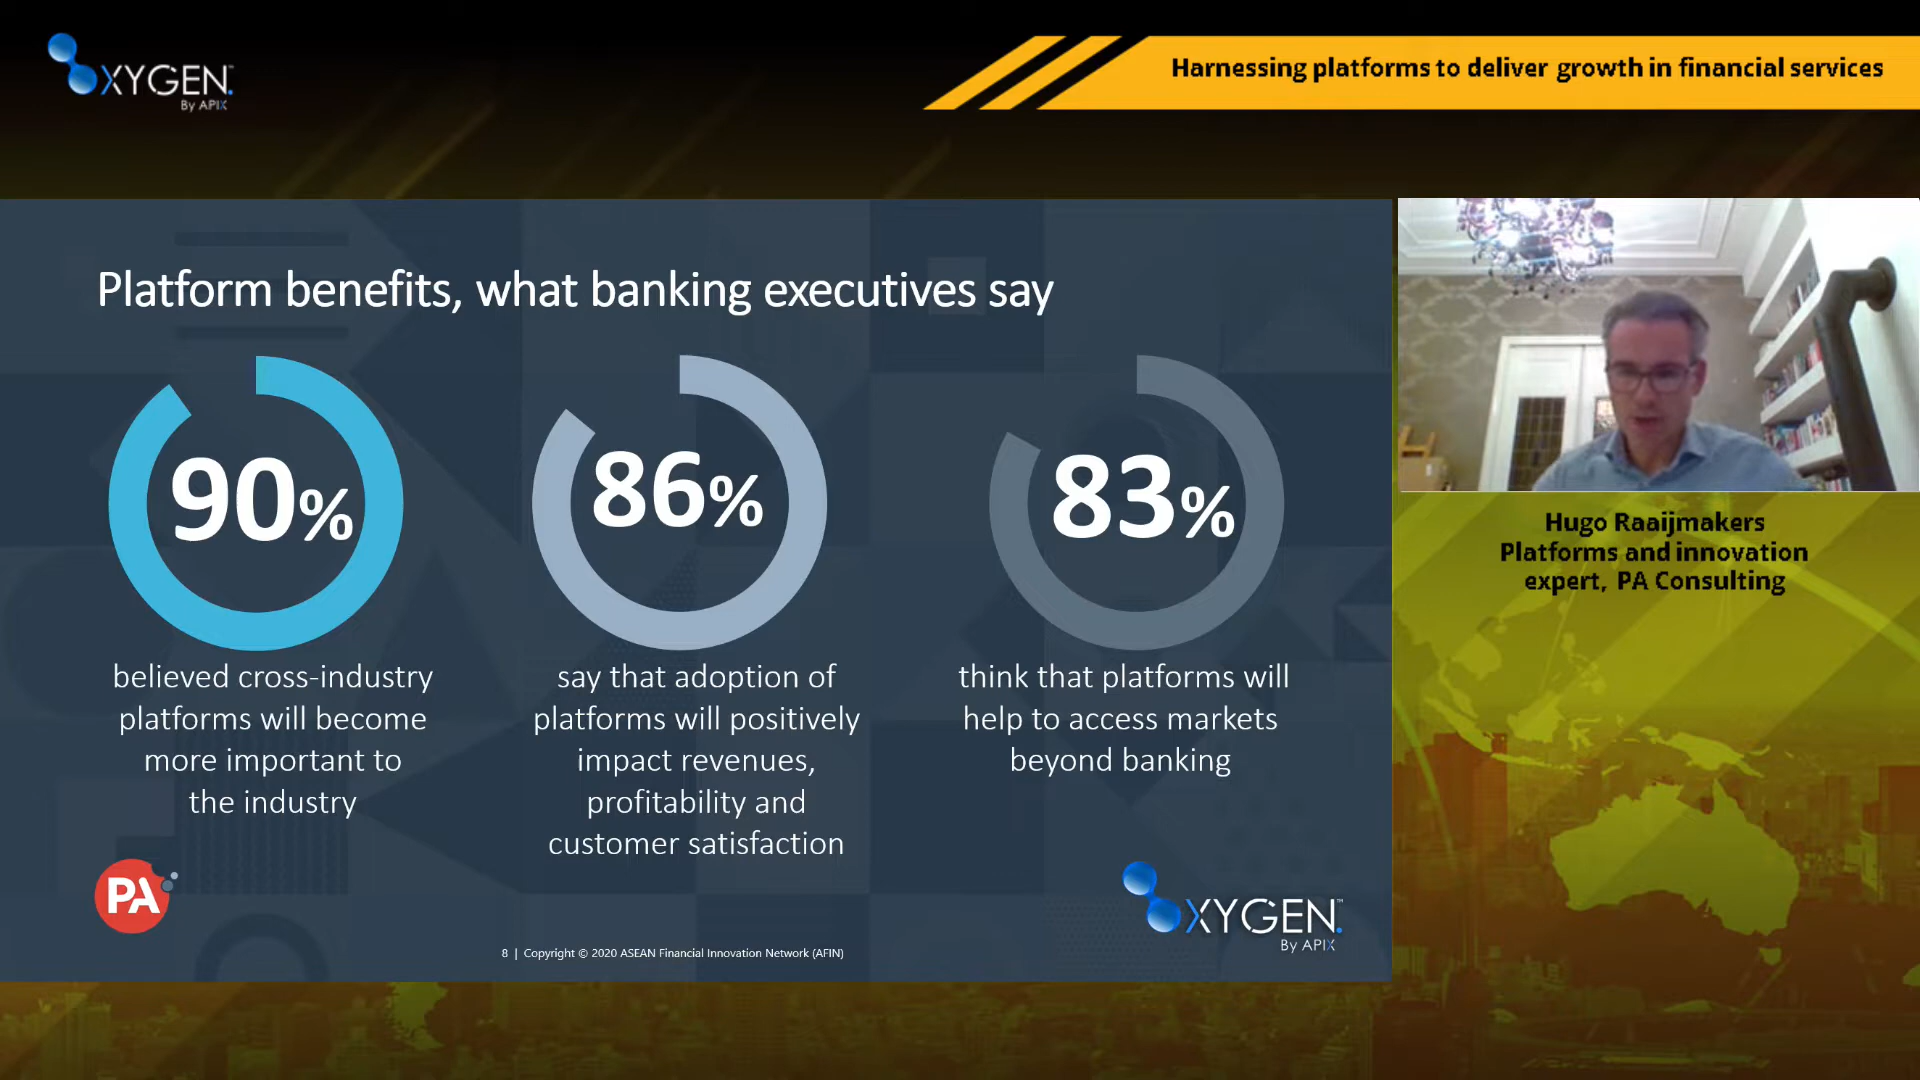 OXYGEN™
By APIX
Harnessing platforms to deliver growth in financial services
Platform benefits, what banking executives say
90%
86%
83%
believed cross-industry
platforms will become
more important to
the industry
say that adoption of
platforms will positively
impact revenues,
profitability and
customer satisfaction
think that platforms will
help to access markets
beyond banking
Hugo Raaijmakers
Platforms and innovation
expert, PA Consulting
PA
OXYGEN™
By APIX
8 | Copyright © 2020 ASEAN Financial Innovation Network (AFIN)